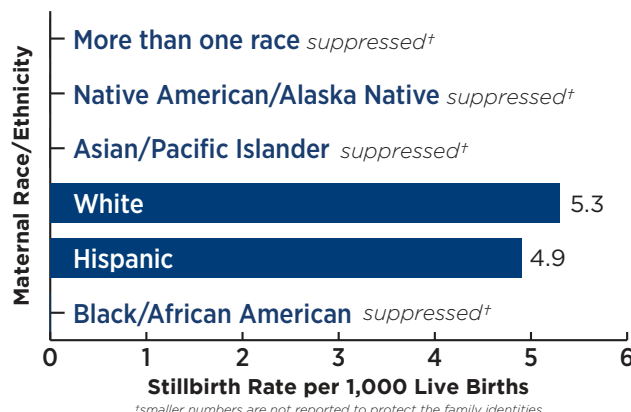 Maternal Race/Ethnicity
More than one race suppressed†
Native American/Alaska Native suppressed†
Asian/Pacific Islander suppressed†
White 5.3
Hispanic 4.9
Black/African American suppressed†
0 1 2 3 4 5 6
Stillbirth Rate per 1,000 Live Births
†smaller numbers are not reported to protect the family identities